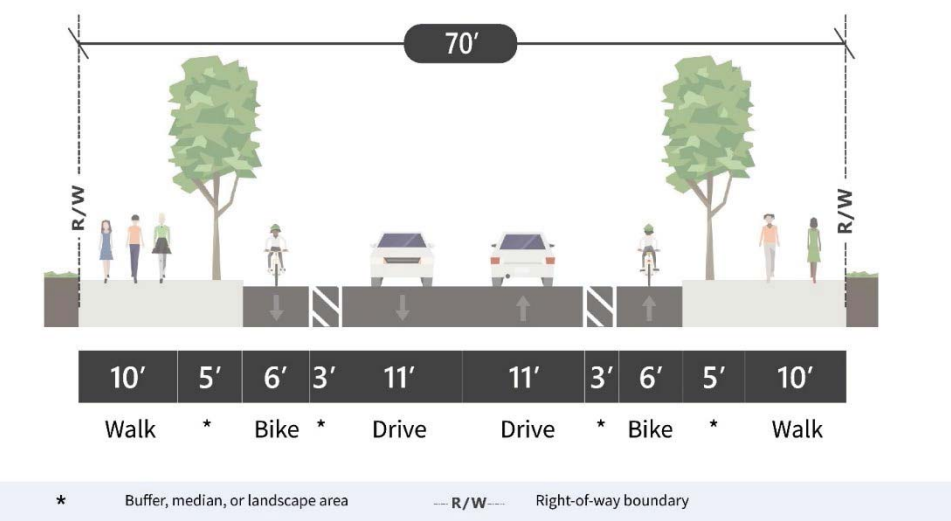 70′
R/W
R/W
10′ 5′ 6′ 3′ 11′ 11′ 3′ 6′ 5′ 10′
Walk * Bike * Drive Drive * Bike * Walk
* Buffer, median, or landscape area R/W Right-of-way boundary